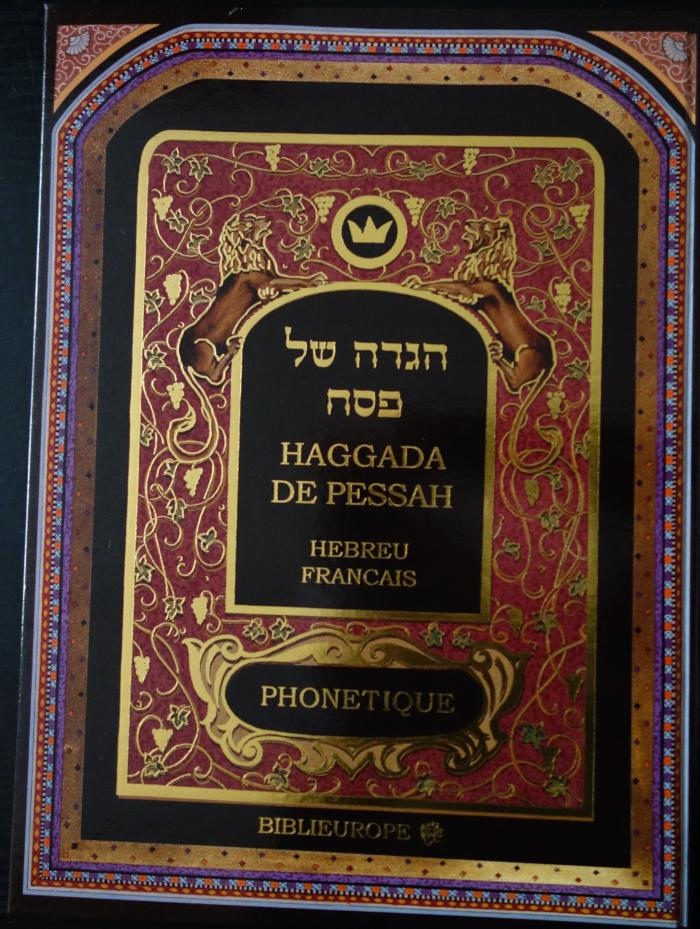 הגדה של
פסח
HAGGADA
DE PESSAH
HEBREU
FRANCAIS
PHONETIQUE
BIBLIEUROPE